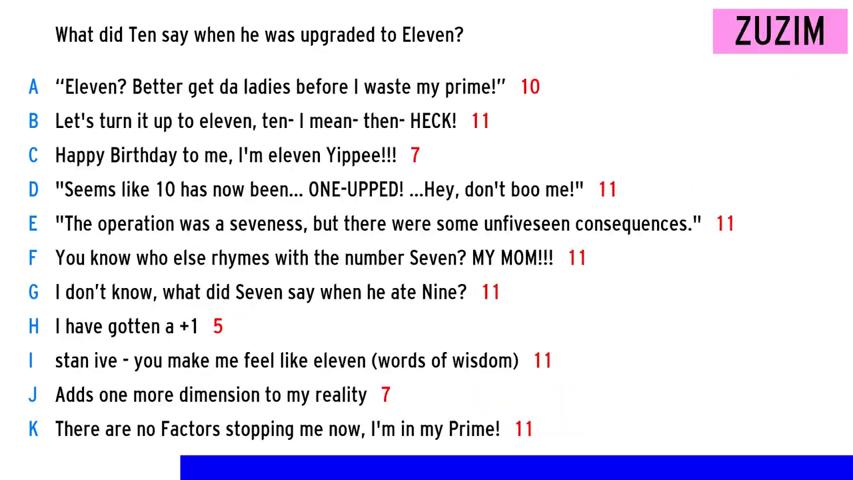 What did Ten say when he was upgraded to Eleven?
ZUZIM
A “Eleven? Better get da ladies before I waste my prime!” 10
B Let's turn it up to eleven, ten- I mean- then- HECK! 11
C Happy Birthday to me, I'm eleven Yippee!!! 7
D "Seems like 10 has now been... ONE-UPPED! ...Hey, don't boo me!" 11
E "The operation was a seveness, but there were some unfiveseen consequences." 11
F You know who else rhymes with the number Seven? MY MOM!!! 11
G I don’t know, what did Seven say when he ate Nine? 11
H I have gotten a +1 5
I stan ive - you make me feel like eleven (words of wisdom) 11
J Adds one more dimension to my reality 7
K There are no Factors stopping me now, I'm in my Prime! 11